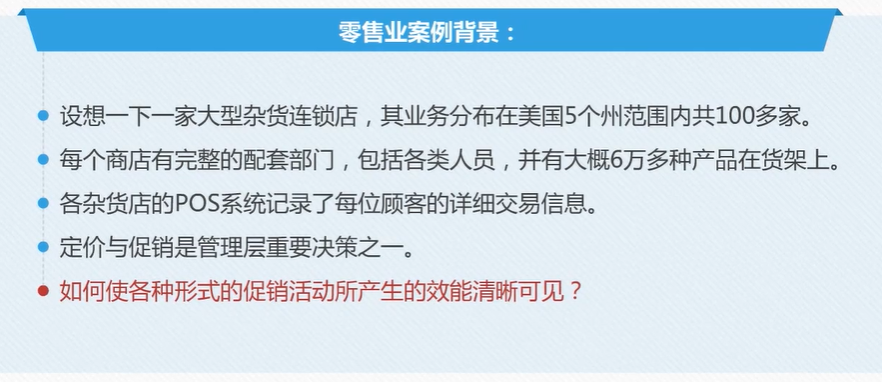 零售业案例背景：
设想一下一家大型杂货连锁店，其业务分布在美国5个州范围内共100多家。
每个商店有完整的配套部门，包括各类人员，并有大概6万多种产品在货架上。
各杂货店的POS系统记录了每位顾客的详细交易信息。
定价与促销是管理层重要决策之一。
如何使各种形式的促销活动所产生的效能清晰可见？